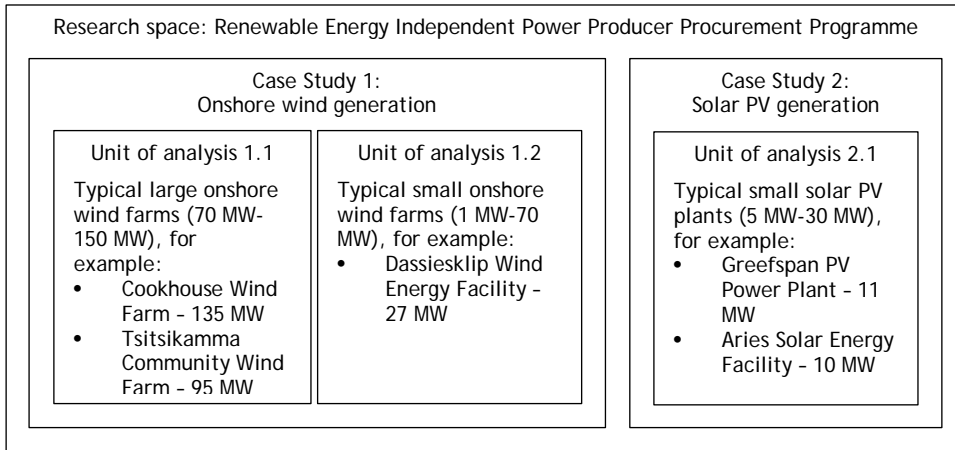 Research space: Renewable Energy Independent Power Producer Procurement Programme
Case Study 1:
Onshore wind generation
Unit of analysis 1.1
Typical large onshore
wind farms (70 MW-
150 MW), for
example:
• Cookhouse Wind
Farm – 135 MW
• Tsitsikamma
Community Wind
Farm – 95 MW
Unit of analysis 1.2
Typical small onshore
wind farms (1 MW-70
MW), for example:
• Dassiesklip Wind
Energy Facility –
27 MW
Case Study 2:
Solar PV generation
Unit of analysis 2.1
Typical small solar PV
plants (5 MW-30 MW),
for example:
• Greefspan PV
Power Plant – 11
MW
• Aries Solar Energy
Facility – 10 MW